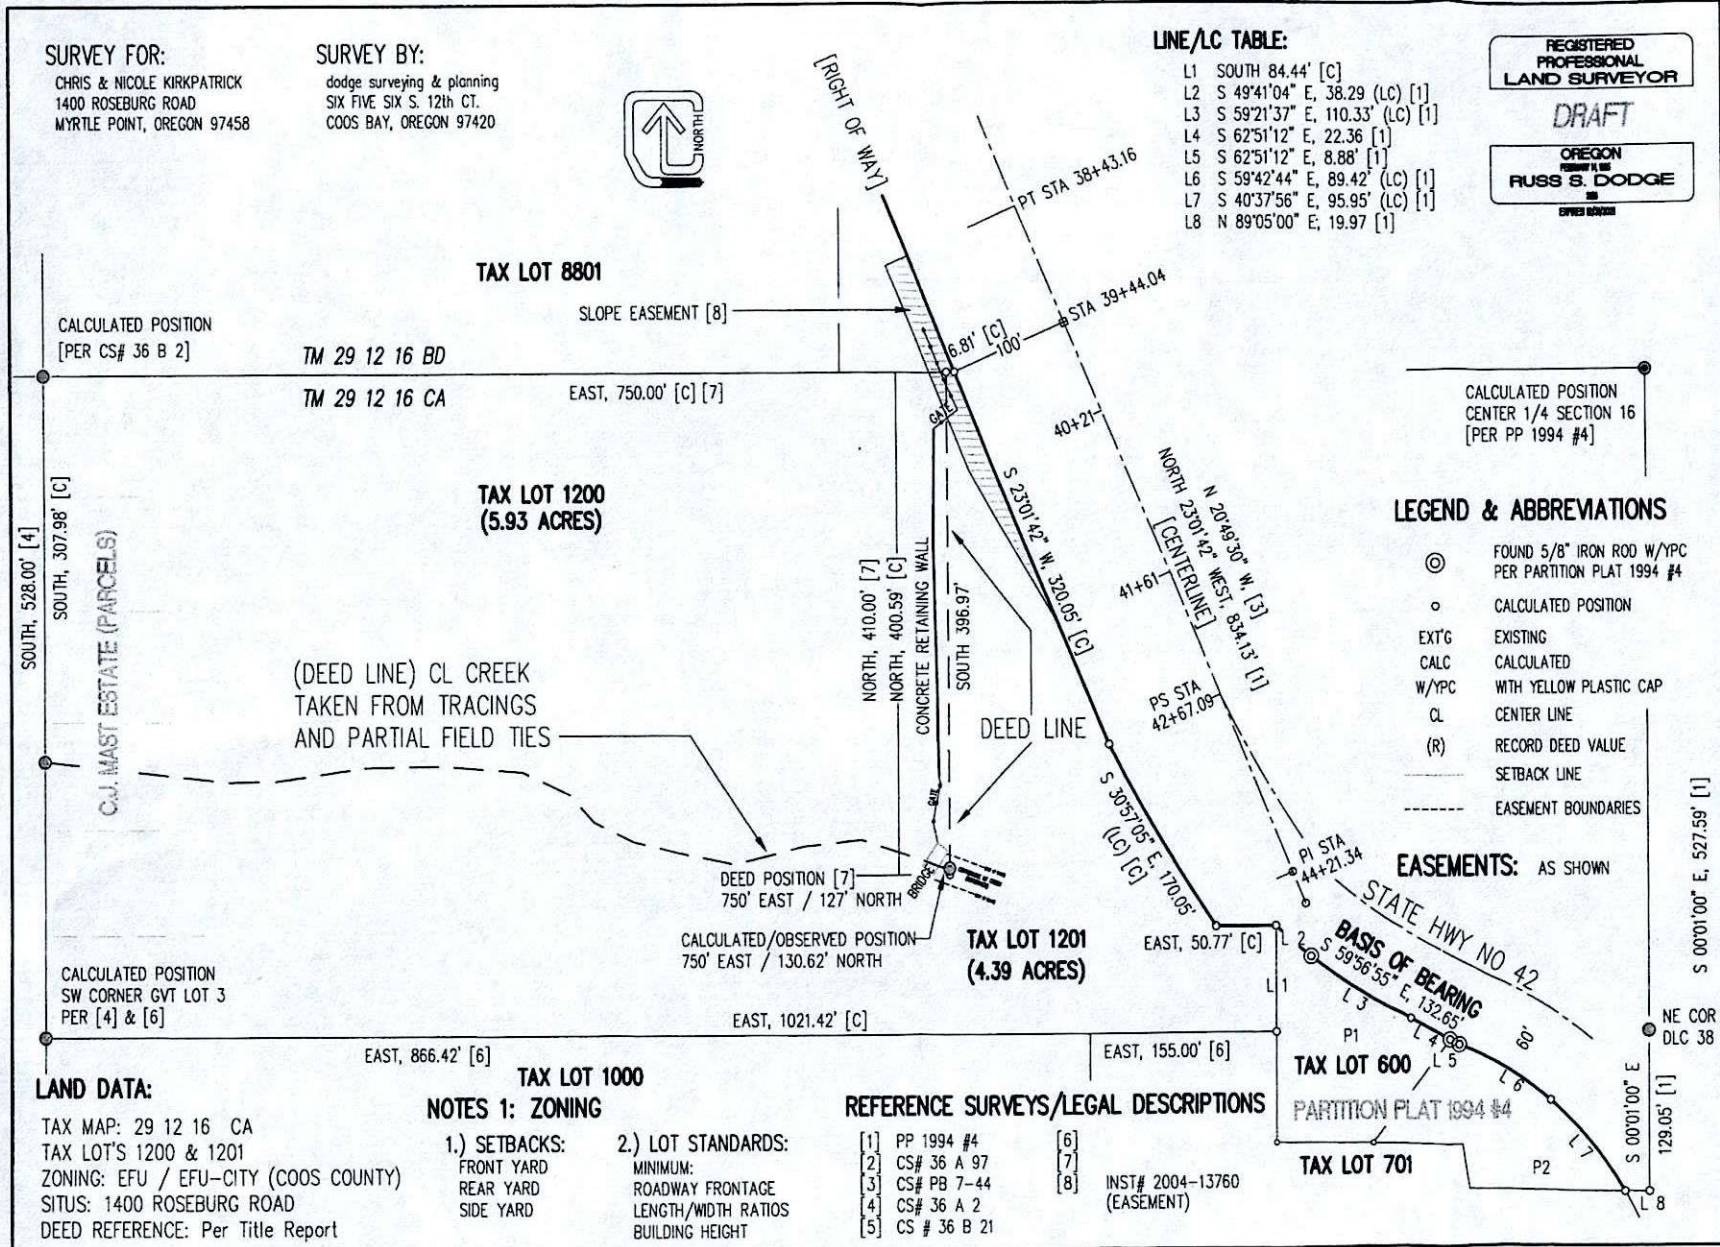 SURVEY FOR:
CHRIS & NICOLE KIRKPATRICK
1400 ROSEBURG ROAD
MYRTLE POINT, OREGON 97458
SURVEY BY:
dodge surveying & planning
SIX FIVE SIX S. 12th CT.
COOS BAY, OREGON 97420
NORTH
[RIGHT OF WAY]
LINE/LC TABLE:
L1 SOUTH 84.44' [C]
L2 S 49°41'04" E, 38.29 (LC) [1]
L3 S 59°21'37" E, 110.33' (LC) [1]
L4 S 62°51'12" E, 22.36 [1]
L5 S 62°51'12" E, 8.88' [1]
L6 S 59°42'44" E, 89.42' (LC) [1]
L7 S 40°37'56" E, 95.95' (LC) [1]
L8 N 89°05'00" E, 19.97 [1]
REGISTERED
PROFESSIONAL
LAND SURVEYOR
DRAFT
OREGON
RUSS S. DODGE
PT STA 38+43.16
STA 39+44.04
TAX LOT 8801
SLOPE EASEMENT [8]
CALCULATED POSITION
[PER CS# 36 B 2]
TM 29 12 16 BD
TM 29 12 16 CA
EAST, 750.00' [C] [7]
6.81' [C]
100'
GATE
40+21
CALCULATED POSITION
CENTER 1/4 SECTION 16
[PER PP 1994 #4]
TAX LOT 1200
(5.93 ACRES)
SOUTH, 528.00' [4]
SOUTH, 307.98' [C]
C.J. MAST ESTATE (PARCELS)
NORTH, 410.00' [7]
NORTH, 400.59' [C]
CONCRETE RETAINING WALL
SOUTH 396.97'
S 23°01'42" W, 320.05' [C]
N 20°49'30" W, [3]
NORTH 23°01'42" WEST, 834.13' [1]
[CENTERLINE]
41+61
PS STA
42+67.09
LEGEND & ABBREVIATIONS
FOUND 5/8" IRON ROD W/YPC
PER PARTITION PLAT 1994 #4
CALCULATED POSITION
EXT'G EXISTING
CALC CALCULATED
W/YPC WITH YELLOW PLASTIC CAP
CL CENTER LINE
(R) RECORD DEED VALUE
SETBACK LINE
EASEMENT BOUNDARIES
(DEED LINE) CL CREEK
TAKEN FROM TRACINGS
AND PARTIAL FIELD TIES
DEED LINE
GATE
S 30°57'05" E, 170.05'
(LC) [C]
PI STA
44+21.34
EASEMENTS: AS SHOWN
STATE HWY NO 42
S 00°01'00" E, 527.59' [1]
DEED POSITION [7]
750' EAST / 127' NORTH
BRIDGE
CALCULATED/OBSERVED POSITION
750' EAST / 130.62' NORTH
TAX LOT 1201
(4.39 ACRES)
EAST, 50.77' [C]
L 2
BASIS OF BEARING
S 59°56'55" E, 132.65'
L 1
L 3
CALCULATED POSITION
SW CORNER GVT LOT 3
PER [4] & [6]
EAST, 1021.42' [C]
EAST, 866.42' [6]
EAST, 155.00' [6]
P1
L 4
L 5
60'
NE COR
DLC 38
TAX LOT 600
L 6
PARTITION PLAT 1994 #4
L 7
S 00°01'00" E
129.05' [1]
TAX LOT 701
P2
L 8
LAND DATA:
TAX MAP: 29 12 16 CA
TAX LOT'S 1200 & 1201
ZONING: EFU / EFU-CITY (COOS COUNTY)
SITUS: 1400 ROSEBURG ROAD
DEED REFERENCE: Per Title Report
TAX LOT 1000
NOTES 1: ZONING
1.) SETBACKS:
FRONT YARD
REAR YARD
SIDE YARD
2.) LOT STANDARDS:
MINIMUM:
ROADWAY FRONTAGE
LENGTH/WIDTH RATIOS
BUILDING HEIGHT
REFERENCE SURVEYS/LEGAL DESCRIPTIONS
[1] PP 1994 #4
[2] CS# 36 A 97
[3] CS# PB 7-44
[4] CS# 36 A 2
[5] CS # 36 B 21
[6]
[7]
[8] INST# 2004-13760
(EASEMENT)